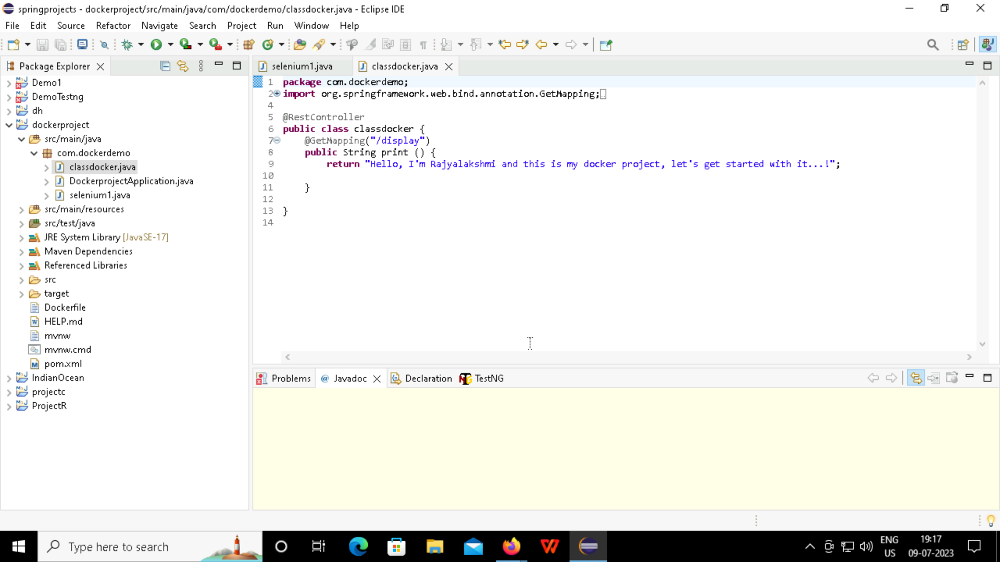 springprojects - dockerproject/src/main/java/com/dockerdemo/classdocker.java - Eclipse IDE
File Edit Source Refactor Navigate Search Project Run Window Help
Package Explorer
selenium1.java classdocker.java
Demo1
DemoTestng
dh
dockerproject
src/main/java
com.dockerdemo
classdocker.java
DockerprojectApplication.java
selenium1.java
src/main/resources
src/test/java
JRE System Library [JavaSE-17]
Maven Dependencies
Referenced Libraries
src
target
Dockerfile
HELP.md
mvnw
mvnw.cmd
pom.xml
IndianOcean
projectc
ProjectR
1 package com.dockerdemo;
2 import org.springframework.web.bind.annotation.GetMapping;
4
5 @RestController
6 public class classdocker {
7 @GetMapping("/display")
8 public String print () {
9 return "Hello, I'm Rajyalakshmi and this is my docker project, let's get started with it...!";
10
11 }
12
13 }
14
Problems @ Javadoc Declaration TestNG
Type here to search
ENG
US
19:17
09-07-2023